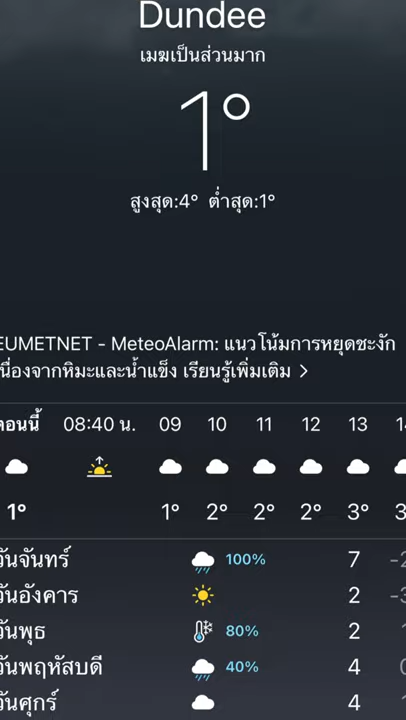 Dundee
เมฆเป็นส่วนมาก
1°
สูงสุด:4° ต่ำสุด:1°
EUMETNET - MeteoAlarm: แนวโน้มการหยุดชะงัก
เนื่องจากหิมะและน้ำแข็ง เรียนรู้เพิ่มเติม >
ตอนนี้ 08:40 น. 09 10 11 12 13
1° 1° 2° 2° 2° 3°
วันจันทร์ 100% 7
วันอังคาร 2
วันพุธ 80% 2
วันพฤหัสบดี 40% 4
วันศุกร์ 4